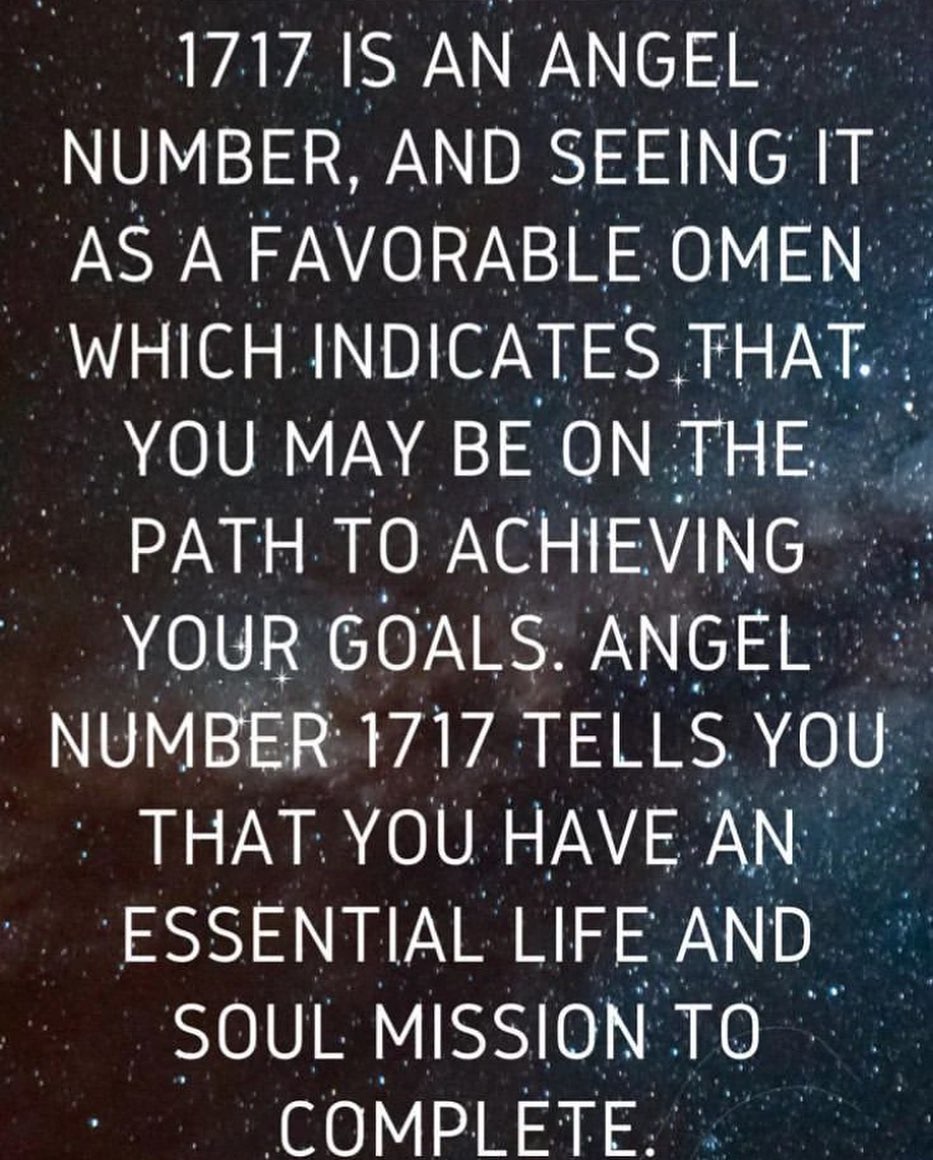 1717 IS AN ANGEL
NUMBER, AND SEEING IT
AS A FAVORABLE OMEN
WHICH INDICATES THAT
YOU MAY BE ON THE
PATH TO ACHIEVING
YOUR GOALS. ANGEL
NUMBER 1717 TELLS YOU
THAT YOU HAVE AN
ESSENTIAL LIFE AND
SOUL MISSION TO
COMPLETE.